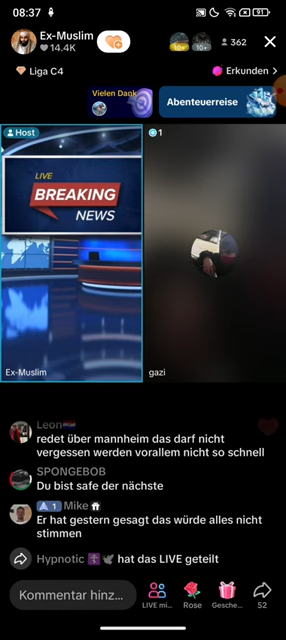 08:37
91
Ex-Muslim
14.4K
10+
10+
362
Liga C4
Erkunden
Vielen Dank
Abenteuerreise
Host
1
LIVE
BREAKING
NEWS
Ex-Muslim
gazi
Leon
redet über mannheim das darf nicht
vergessen werden vorallem nicht so schnell
SPONGEBOB
Du bist safe der nächste
1 Mike
Er hat gestern gesagt das würde alles nicht
stimmen
Hypnotic ✝️🕊️ hat das LIVE geteilt
Kommentar hinz...
LIVE mi...
Rose
Gesche...
52